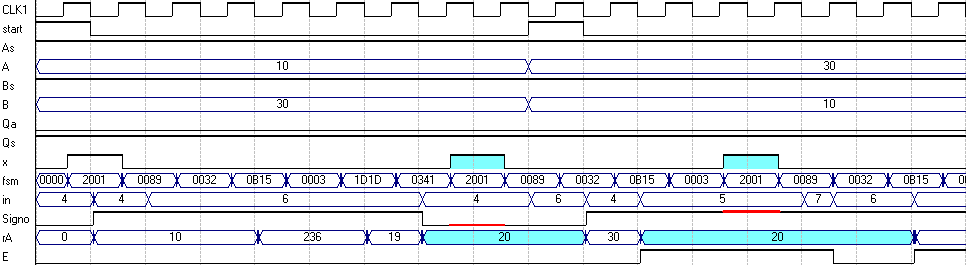 CLK1
start
As
A 10 30
Bs
B 30 10
Qa
Qs
x
fsm 0000 2001 0089 0032 0B15 0003 1D1D 0341 2001 0089 0032 0B15 0003 2001 0089 0032 0B15
in 4 4 6 4 6 4 5 7 6
Signo
rA 0 10 236 19 20 30 20
E